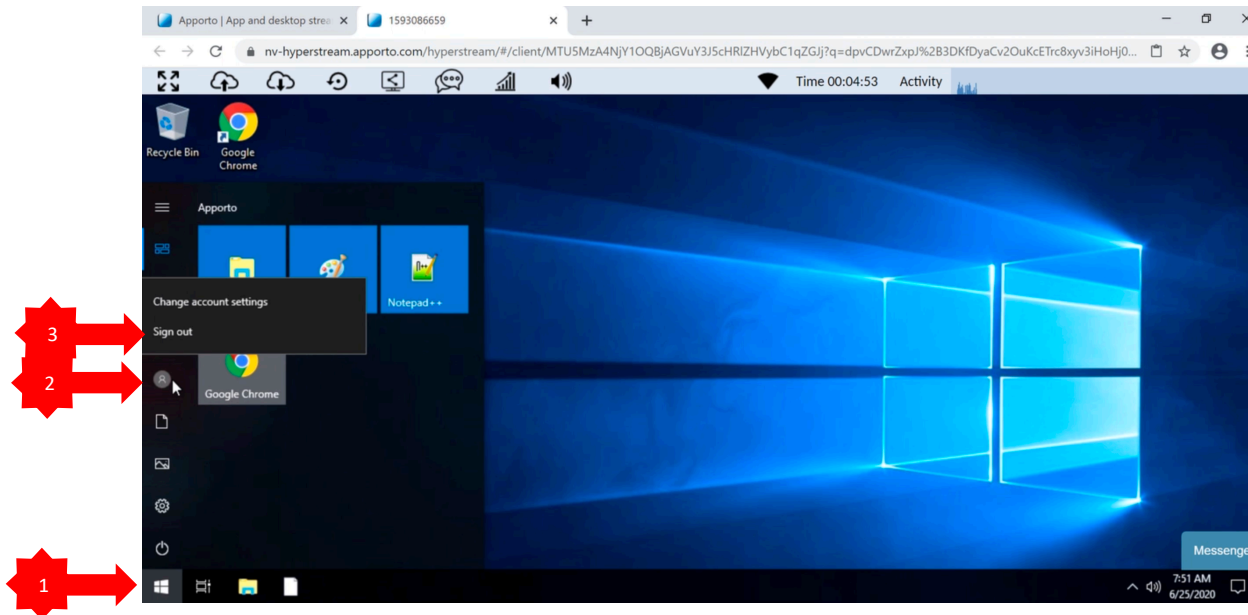 Apporto | App and desktop strea
1593086659
nv-hyperstream.apporto.com/hyperstream/#/client/MTU5MzA4NjY1OQBjAGVuY3J5cHRlZHVybC1qZGJj?q=dpvCDwrZxpJ%2B3DKfDyaCv2OuKcETrc8xyv3iHoHj0...
Time 00:04:53
Activity
Recycle Bin
Google
Chrome
Apporto
Notepad++
Change account settings
3
Sign out
2
Google Chrome
Messenge
1
7:51 AM
6/25/2020